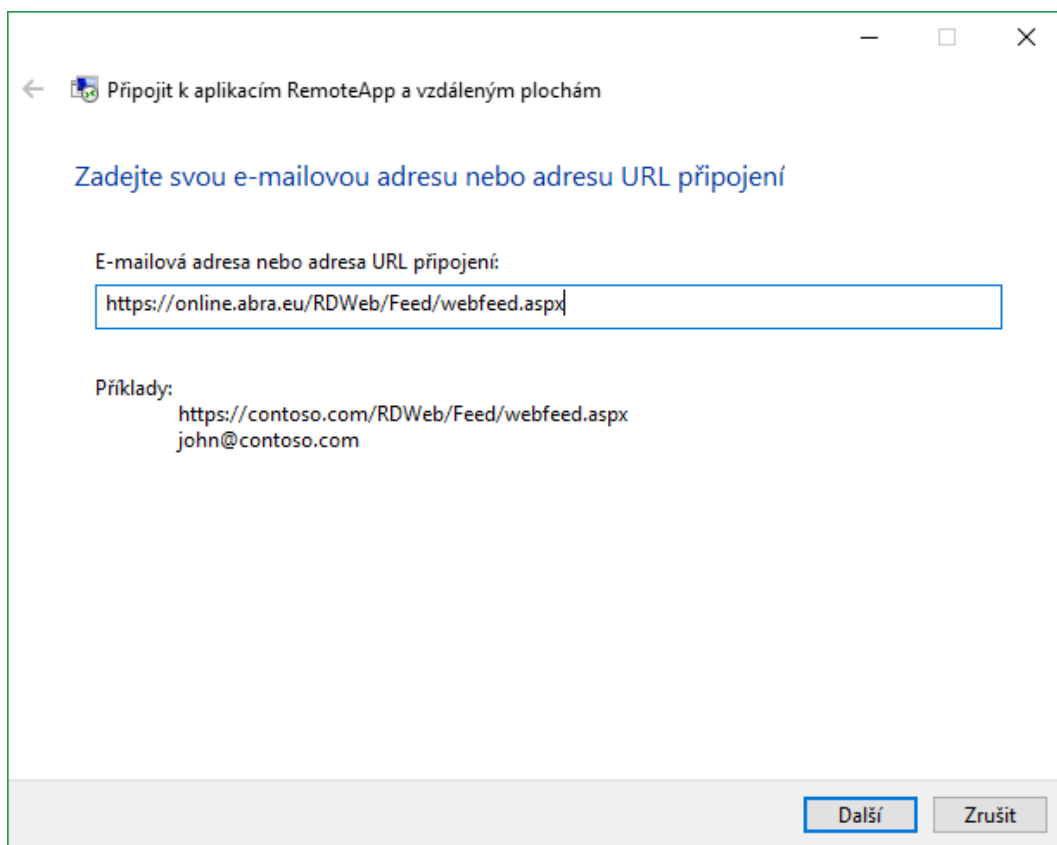 Připojit k aplikacím RemoteApp a vzdáleným plochám
Zadejte svou e-mailovou adresu nebo adresu URL připojení
E-mailová adresa nebo adresa URL připojení:
https://online.abra.eu/RDWeb/Feed/webfeed.aspx
Příklady:
https://contoso.com/RDWeb/Feed/webfeed.aspx
john@contoso.com
Další Zrušit